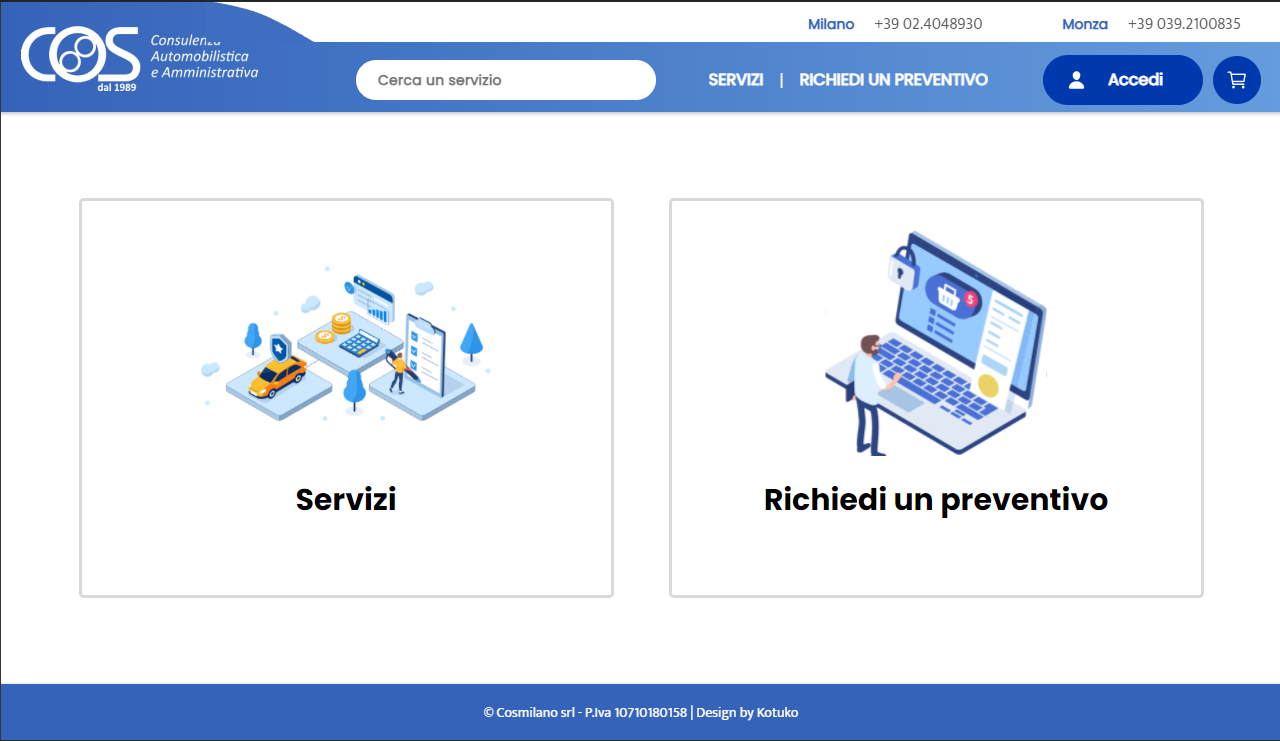 COS
Consulenza
Automobilistica
e Amministrativa
dal 1989
Milano +39 02.4048930 Monza +39 039.2100835
Cerca un servizio
SERVIZI | RICHIEDI UN PREVENTIVO
Accedi
5
Servizi
Richiedi un preventivo
© Cosmilano srl - P.Iva 10710180158 | Design by Kotuko